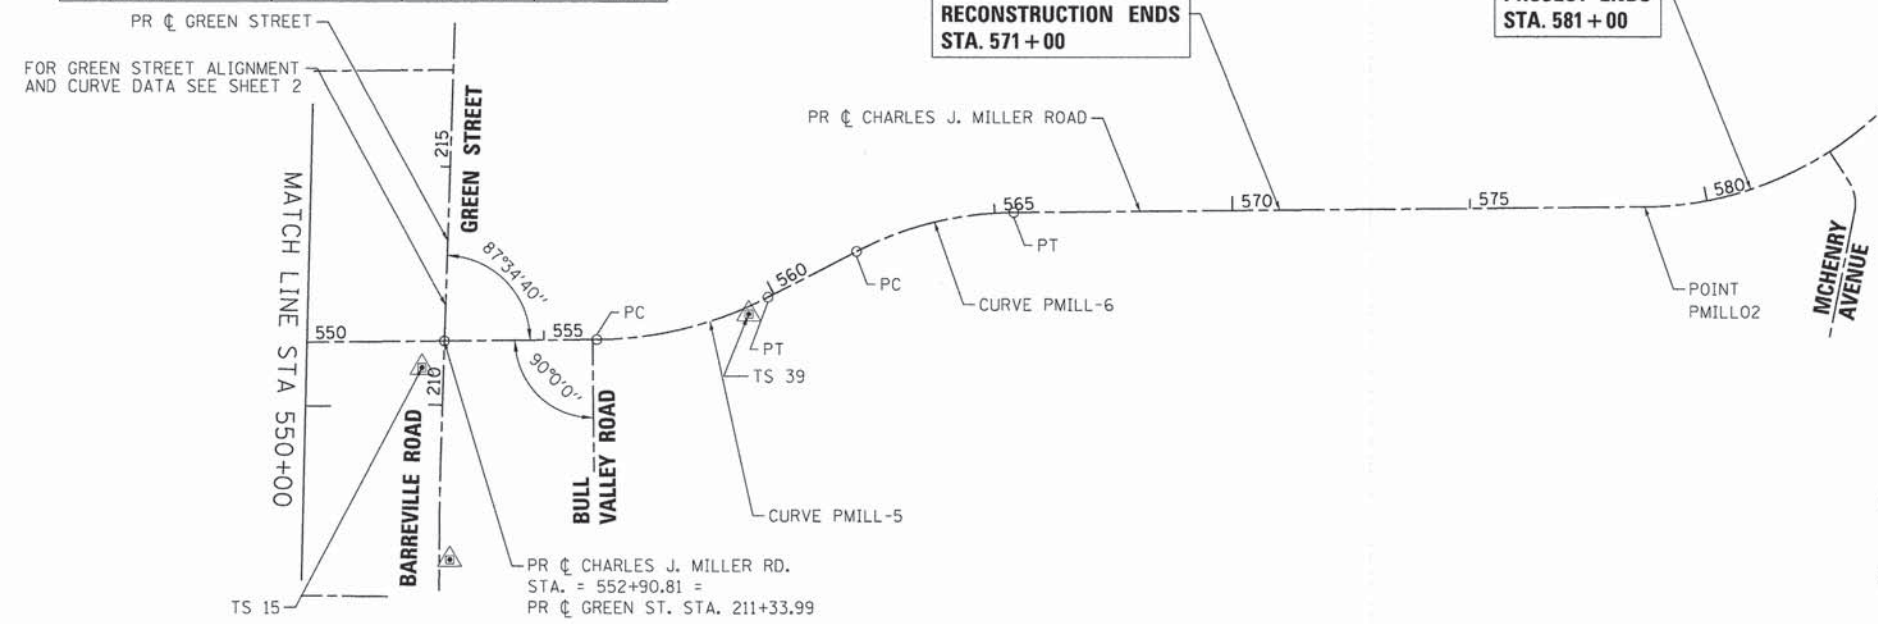 PR ℄ GREEN STREET
FOR GREEN STREET ALIGNMENT
AND CURVE DATA SEE SHEET 2
RECONSTRUCTION ENDS
STA. 571+00
STA. 581+00
PR ℄ CHARLES J. MILLER ROAD
215
GREEN STREET
MATCH LINE STA 550+00
87°34'40"
550
555
560
565
570
575
580
PC
PT
PC
PT
TS 39
CURVE PMILL-6
POINT
PMILL02
MCHENRY
AVENUE
90°0'0"
210
BARREVILLE ROAD
BULL
VALLEY ROAD
CURVE PMILL-5
TS 15
PR ℄ CHARLES J. MILLER RD.
STA. = 552+90.81 =
PR ℄ GREEN ST. STA. 211+33.99